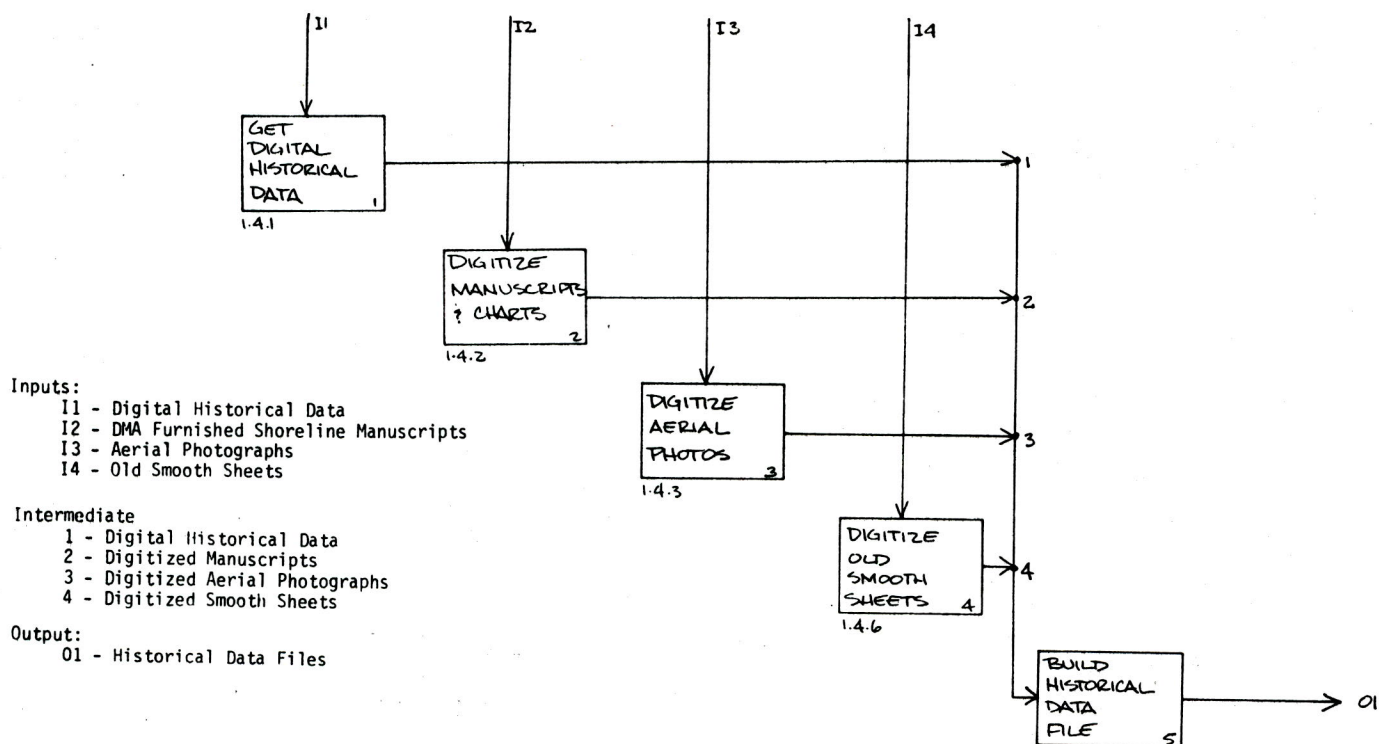 I1
I2
I3
I4
GET
DIGITAL
HISTORICAL
DATA
1
1.4.1
1
DIGITIZE
MANUSCRIPTS
& CHARTS
2
1.4.2
2
DIGITIZE
AERIAL
PHOTOS
3
1.4.3
3
DIGITIZE
OLD
SMOOTH
SHEETS
4
1.4.6
4
BUILD
HISTORICAL
DATA
FILE
5
O1
Inputs:
I1 - Digital Historical Data
I2 - DMA Furnished Shoreline Manuscripts
I3 - Aerial Photographs
I4 - Old Smooth Sheets
Intermediate
1 - Digital Historical Data
2 - Digitized Manuscripts
3 - Digitized Aerial Photographs
4 - Digitized Smooth Sheets
Output:
O1 - Historical Data Files